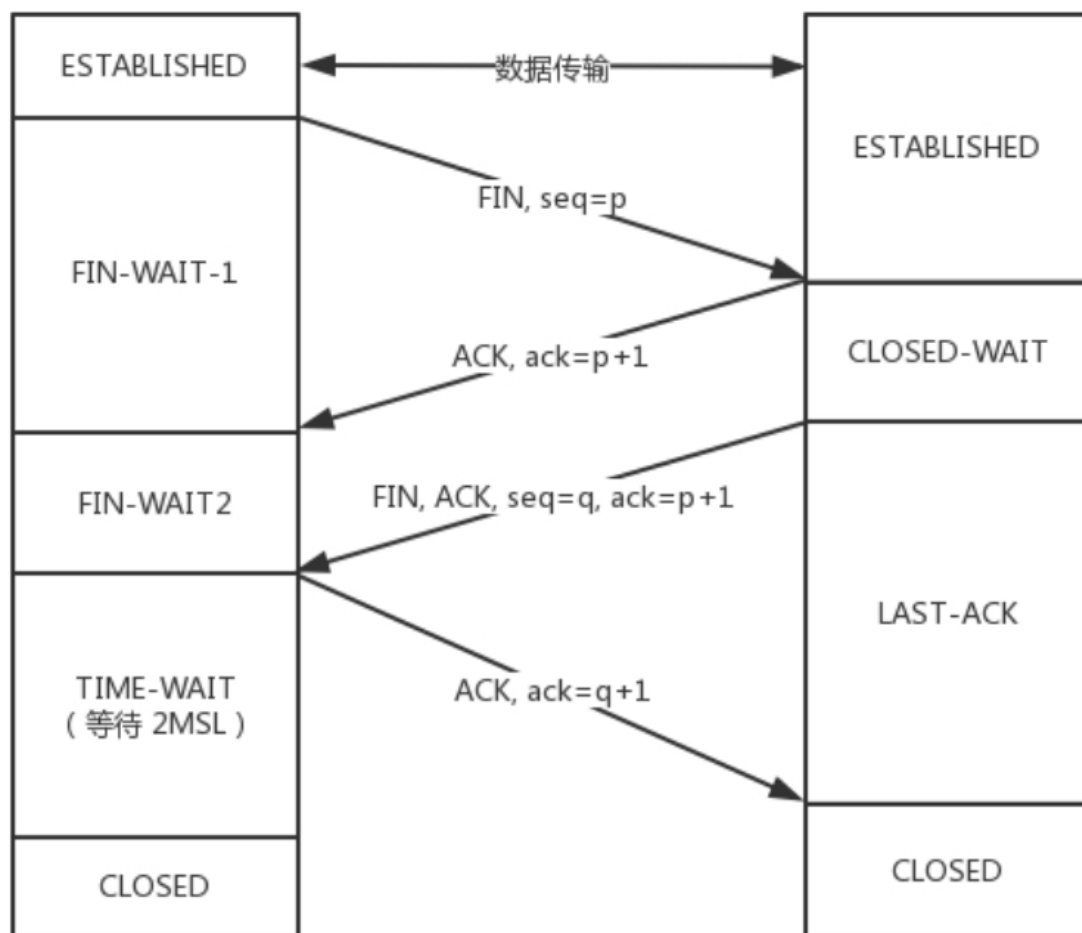 ESTABLISHED
数据传输
ESTABLISHED
FIN, seq=p
FIN-WAIT-1
ACK, ack=p+1
CLOSED-WAIT
FIN-WAIT2
FIN, ACK, seq=q, ack=p+1
LAST-ACK
TIME-WAIT
（等待 2MSL）
ACK, ack=q+1
CLOSED
CLOSED